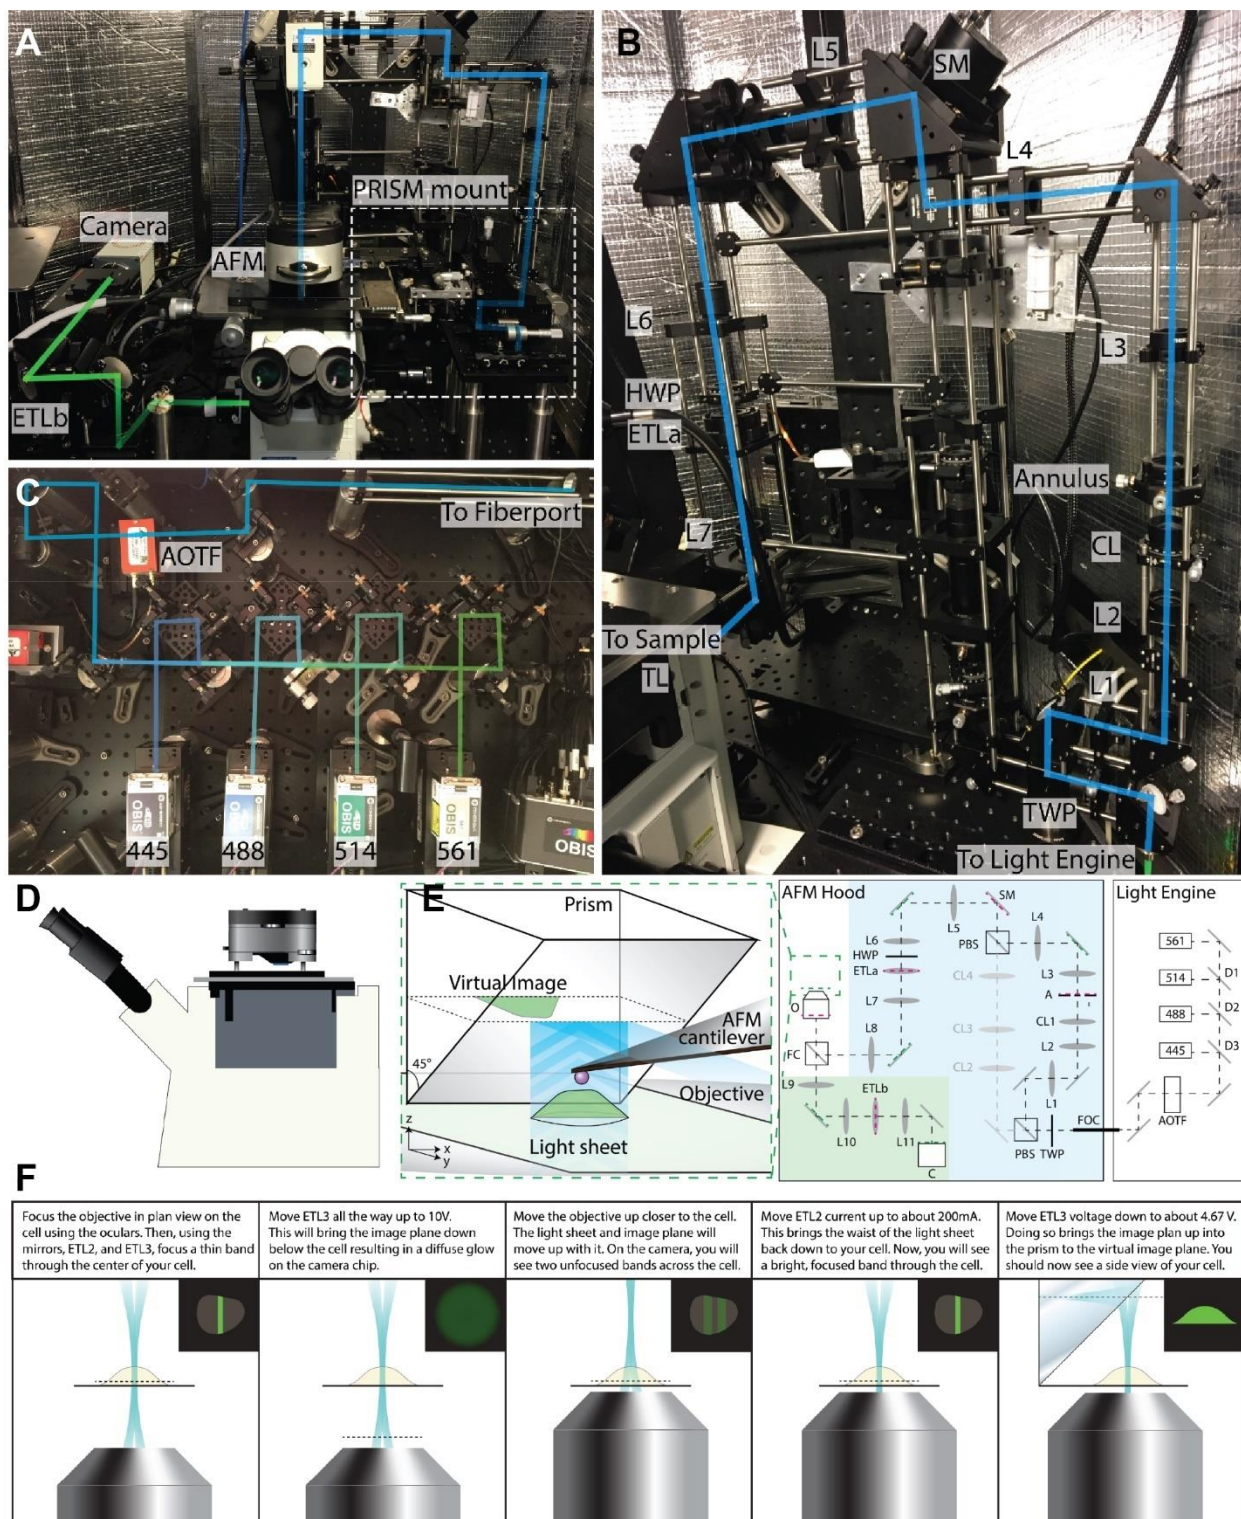 A
PRISM mount
Camera
AFM
ETLb
B
L5
SM
L4
L6
L3
HWP
ETLa
Annulus
L7
CL
L2
To Sample
L1
TL
TWP
To Light Engine
C
To Fiberport
AOTF
OBIS
OBIS
OBIS
OBIS
OBIS
445
488
514
561
D
E
Prism
Virtual Image
AFM
cantilever
45°
Objective
Light sheet
z
x
y
AFM Hood
SM
L5
L4
PBS
L6
HWP
ETLa
CL4
L3
A
O
L7
CL1
CL3
L8
L2
FC
CL2
L9
ETLb
L1
L10
L11
C
PBS
TWP
FOC
Light Engine
561
D1
514
D2
488
D3
445
AOTF
F
Focus the objective in plan view on the
cell using the oculars. Then, using the
mirrors, ETL2, and ETL3, focus a thin band
through the center of your cell.
Move ETL3 all the way up to 10V.
This will bring the image plane down
below the cell resulting in a diffuse glow
on the camera chip.
Move the objective up closer to the cell.
The light sheet and image plane will
move up with it. On the camera, you will
see two unfocused bands across the cell.
Move ETL2 current up to about 200mA.
This brings the waist of the light sheet
back down to your cell. Now, you will see
a bright, focused band through the cell.
Move ETL3 voltage down to about 4.67 V.
Doing so brings the image plan up into
the prism to the virtual image plane. You
should now see a side view of your cell.